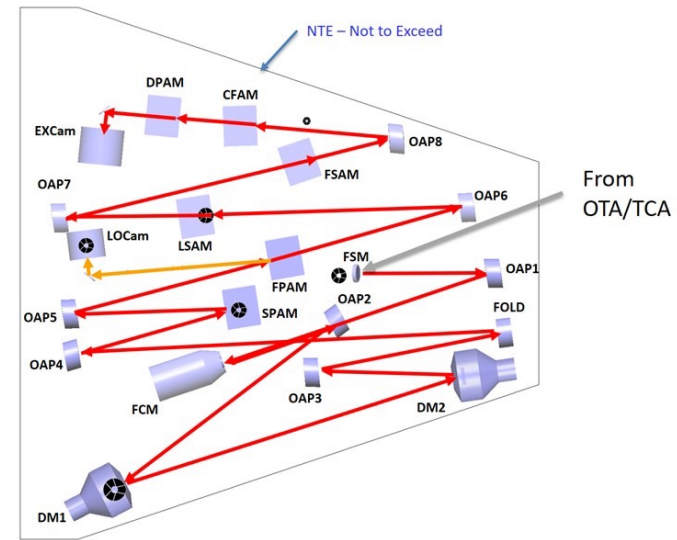 NTE – Not to Exceed
DPAM
CFAM
EXCam
OAP8
FSAM
OAP7
OAP6
From
OTA/TCA
LOCam
LSAM
FSM
OAP1
FPAM
OAP2
FOLD
OAP5
SPAM
OAP4
OAP3
FCM
DM2
DM1